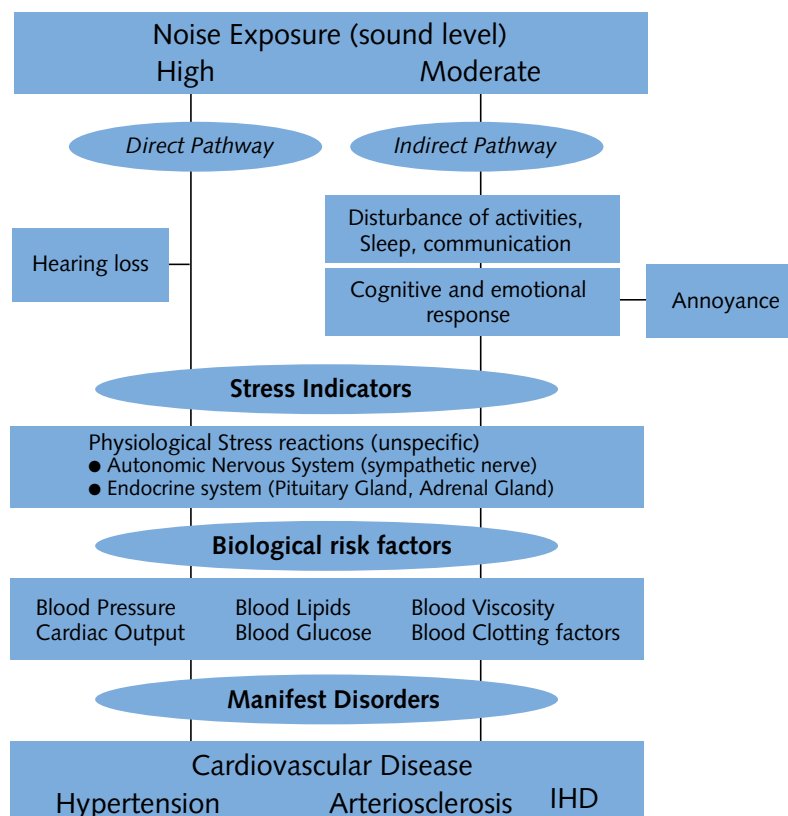 Noise Exposure (sound level)
High Moderate
Direct Pathway Indirect Pathway
Disturbance of activities,
Sleep, communication
Hearing loss
Cognitive and emotional
response
Annoyance
Stress Indicators
Physiological Stress reactions (unspecific)
● Autonomic Nervous System (sympathetic nerve)
● Endocrine system (Pituitary Gland, Adrenal Gland)
Biological risk factors
Blood Pressure Blood Lipids Blood Viscosity
Cardiac Output Blood Glucose Blood Clotting factors
Manifest Disorders
Cardiovascular Disease
Hypertension Arteriosclerosis IHD